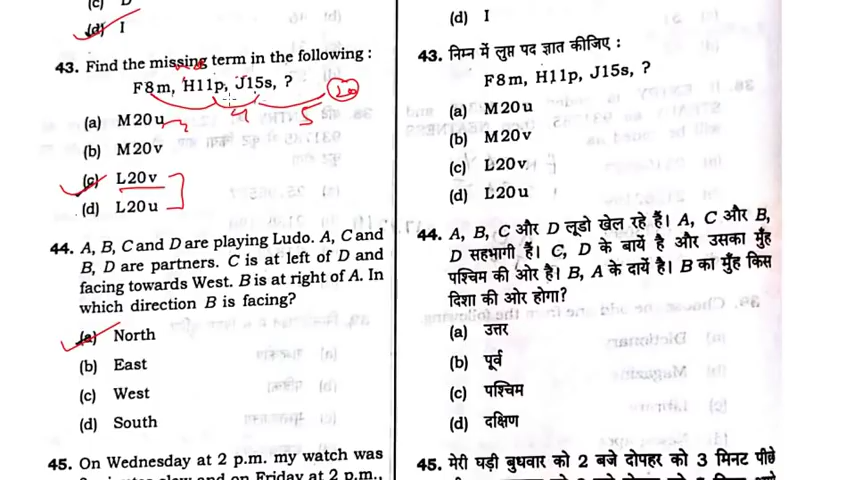 (d) I
43. Find the missing term in the following :
F8m, H11p, J15s, ?
4
5
20
(a) M20u
(b) M20v
(c) L20v
(d) L20u
44. A, B, C and D are playing Ludo. A, C and
B, D are partners. C is at left of D and
facing towards West. B is at right of A. In
which direction B is facing?
(a) North
(b) East
(c) West
(d) South
45. On Wednesday at 2 p.m. my watch was
(d) I
43. निम्न में लुप्त पद ज्ञात कीजिए :
F8m, H11p, J15s, ?
(a) M20u
(b) M20v
(c) L20v
(d) L20u
44. A, B, C और D लूडो खेल रहे हैं। A, C और B,
D सहभागी हैं। C, D के बायें है और उसका मुँह
पश्चिम की ओर है। B, A के दायें है। B का मुँह किस
दिशा की ओर होगा?
(a) उत्तर
(b) पूर्व
(c) पश्चिम
(d) दक्षिण
45. मेरी घड़ी बुधवार को 2 बजे दोपहर को 3 मिनट पीछे